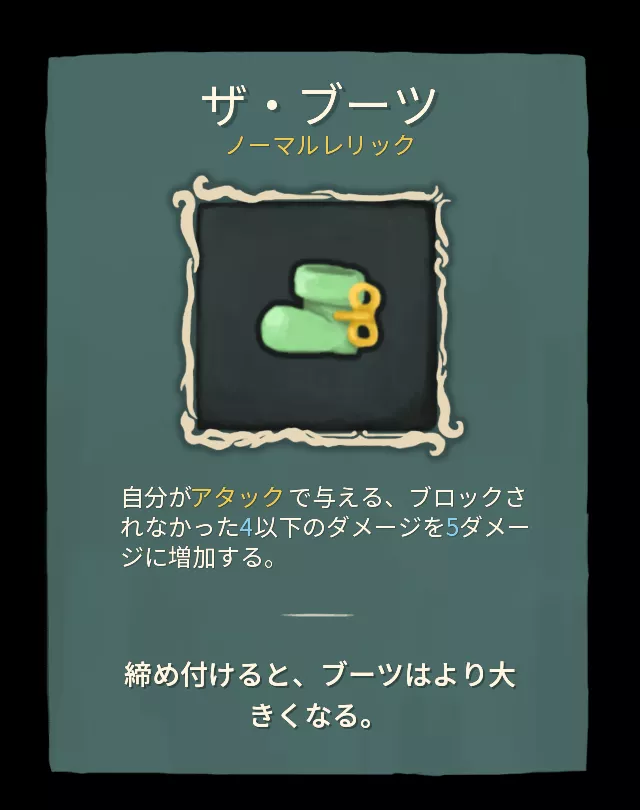 ザ・ブーツ
ノーマルレリック
自分がアタックで与える、ブロックさ
れなかった4以下のダメージを5ダメー
ジに増加する。
締め付けると、ブーツはより大
きくなる。